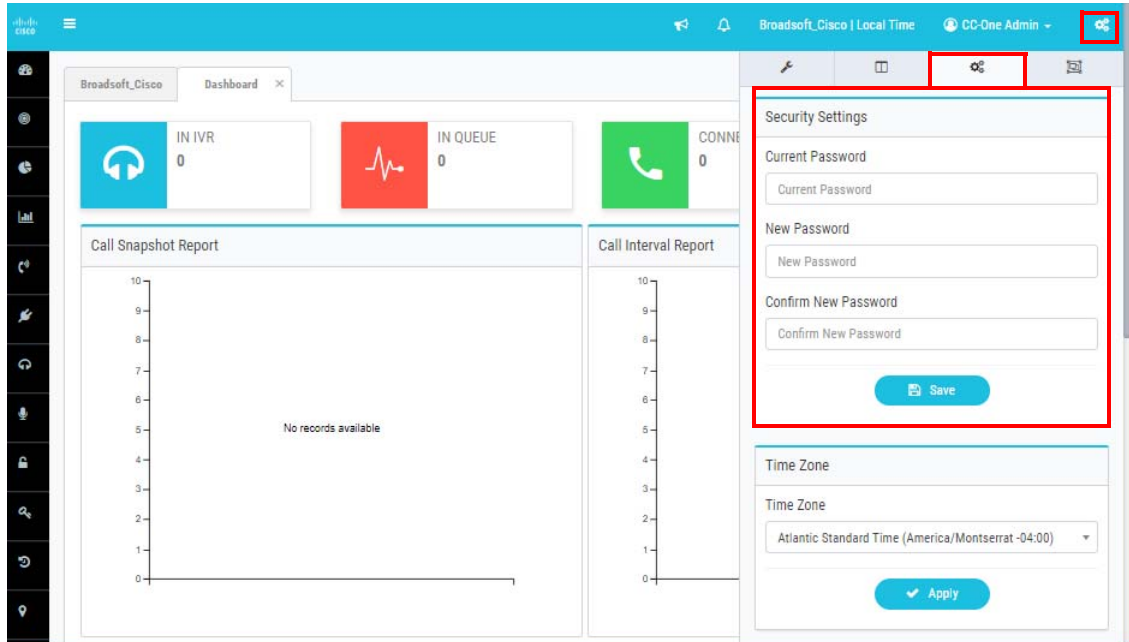 CISCO
Broadsoft_Cisco | Local Time
CC-One Admin
Broadsoft_Cisco
Dashboard ×
IN IVR
0
IN QUEUE
0
CONNE
0
Call Snapshot Report
10
9
8
7
6
5
4
3
2
1
0
No records available
Call Interval Report
10
9
8
7
6
5
4
3
2
1
0
Security Settings
Current Password
Current Password
New Password
New Password
Confirm New Password
Confirm New Password
Save
Time Zone
Time Zone
Atlantic Standard Time (America/Montserrat -04:00)
Apply